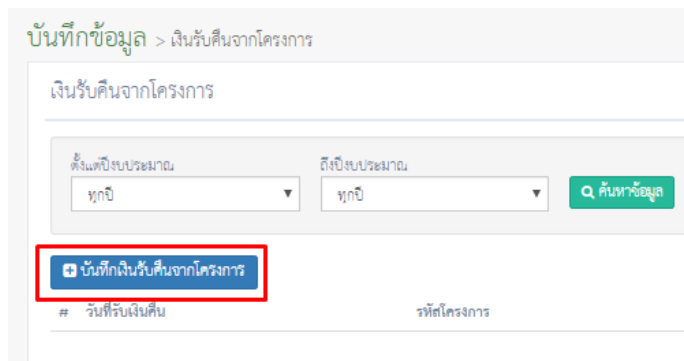 บันทึกข้อมูล > เงินรับคืนจากโครงการ
เงินรับคืนจากโครงการ
ตั้งแต่ปีงบประมาณ ถึงปีงบประมาณ
ทุกปี ทุกปี ค้นหาข้อมูล
บันทึกเงินรับคืนจากโครงการ
# วันที่รับเงินคืน รหัสโครงการ